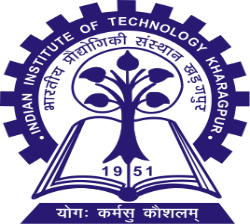 • INDIAN INSTITUTE OF TECHNOLOGY KHARAGPUR •
भारतीय प्रौद्योगिकी संस्थान खड़गपुर
1951
योगः कर्मसु कौशलम्